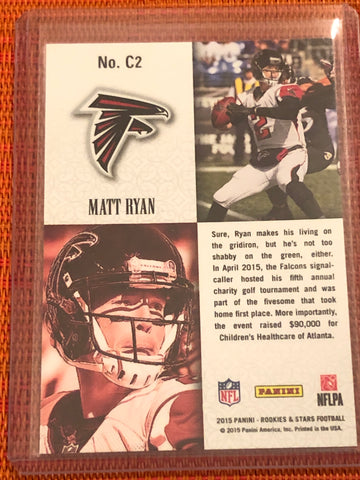 No. C2
MATT RYAN
2
Sure, Ryan makes his living on
the gridiron, but he's not too
shabby on the green, either.
In April 2015, the Falcons signal-
caller hosted his fifth annual
charity golf tournament and was
part of the fivesome that took
home first place. More importantly,
the event raised $90,000 for
Children's Healthcare of Atlanta.
NFL
PANINI
NFLPA
2015 PANINI - ROOKIES & STARS FOOTBALL
© 2015 Panini America, Inc. Printed in the USA.